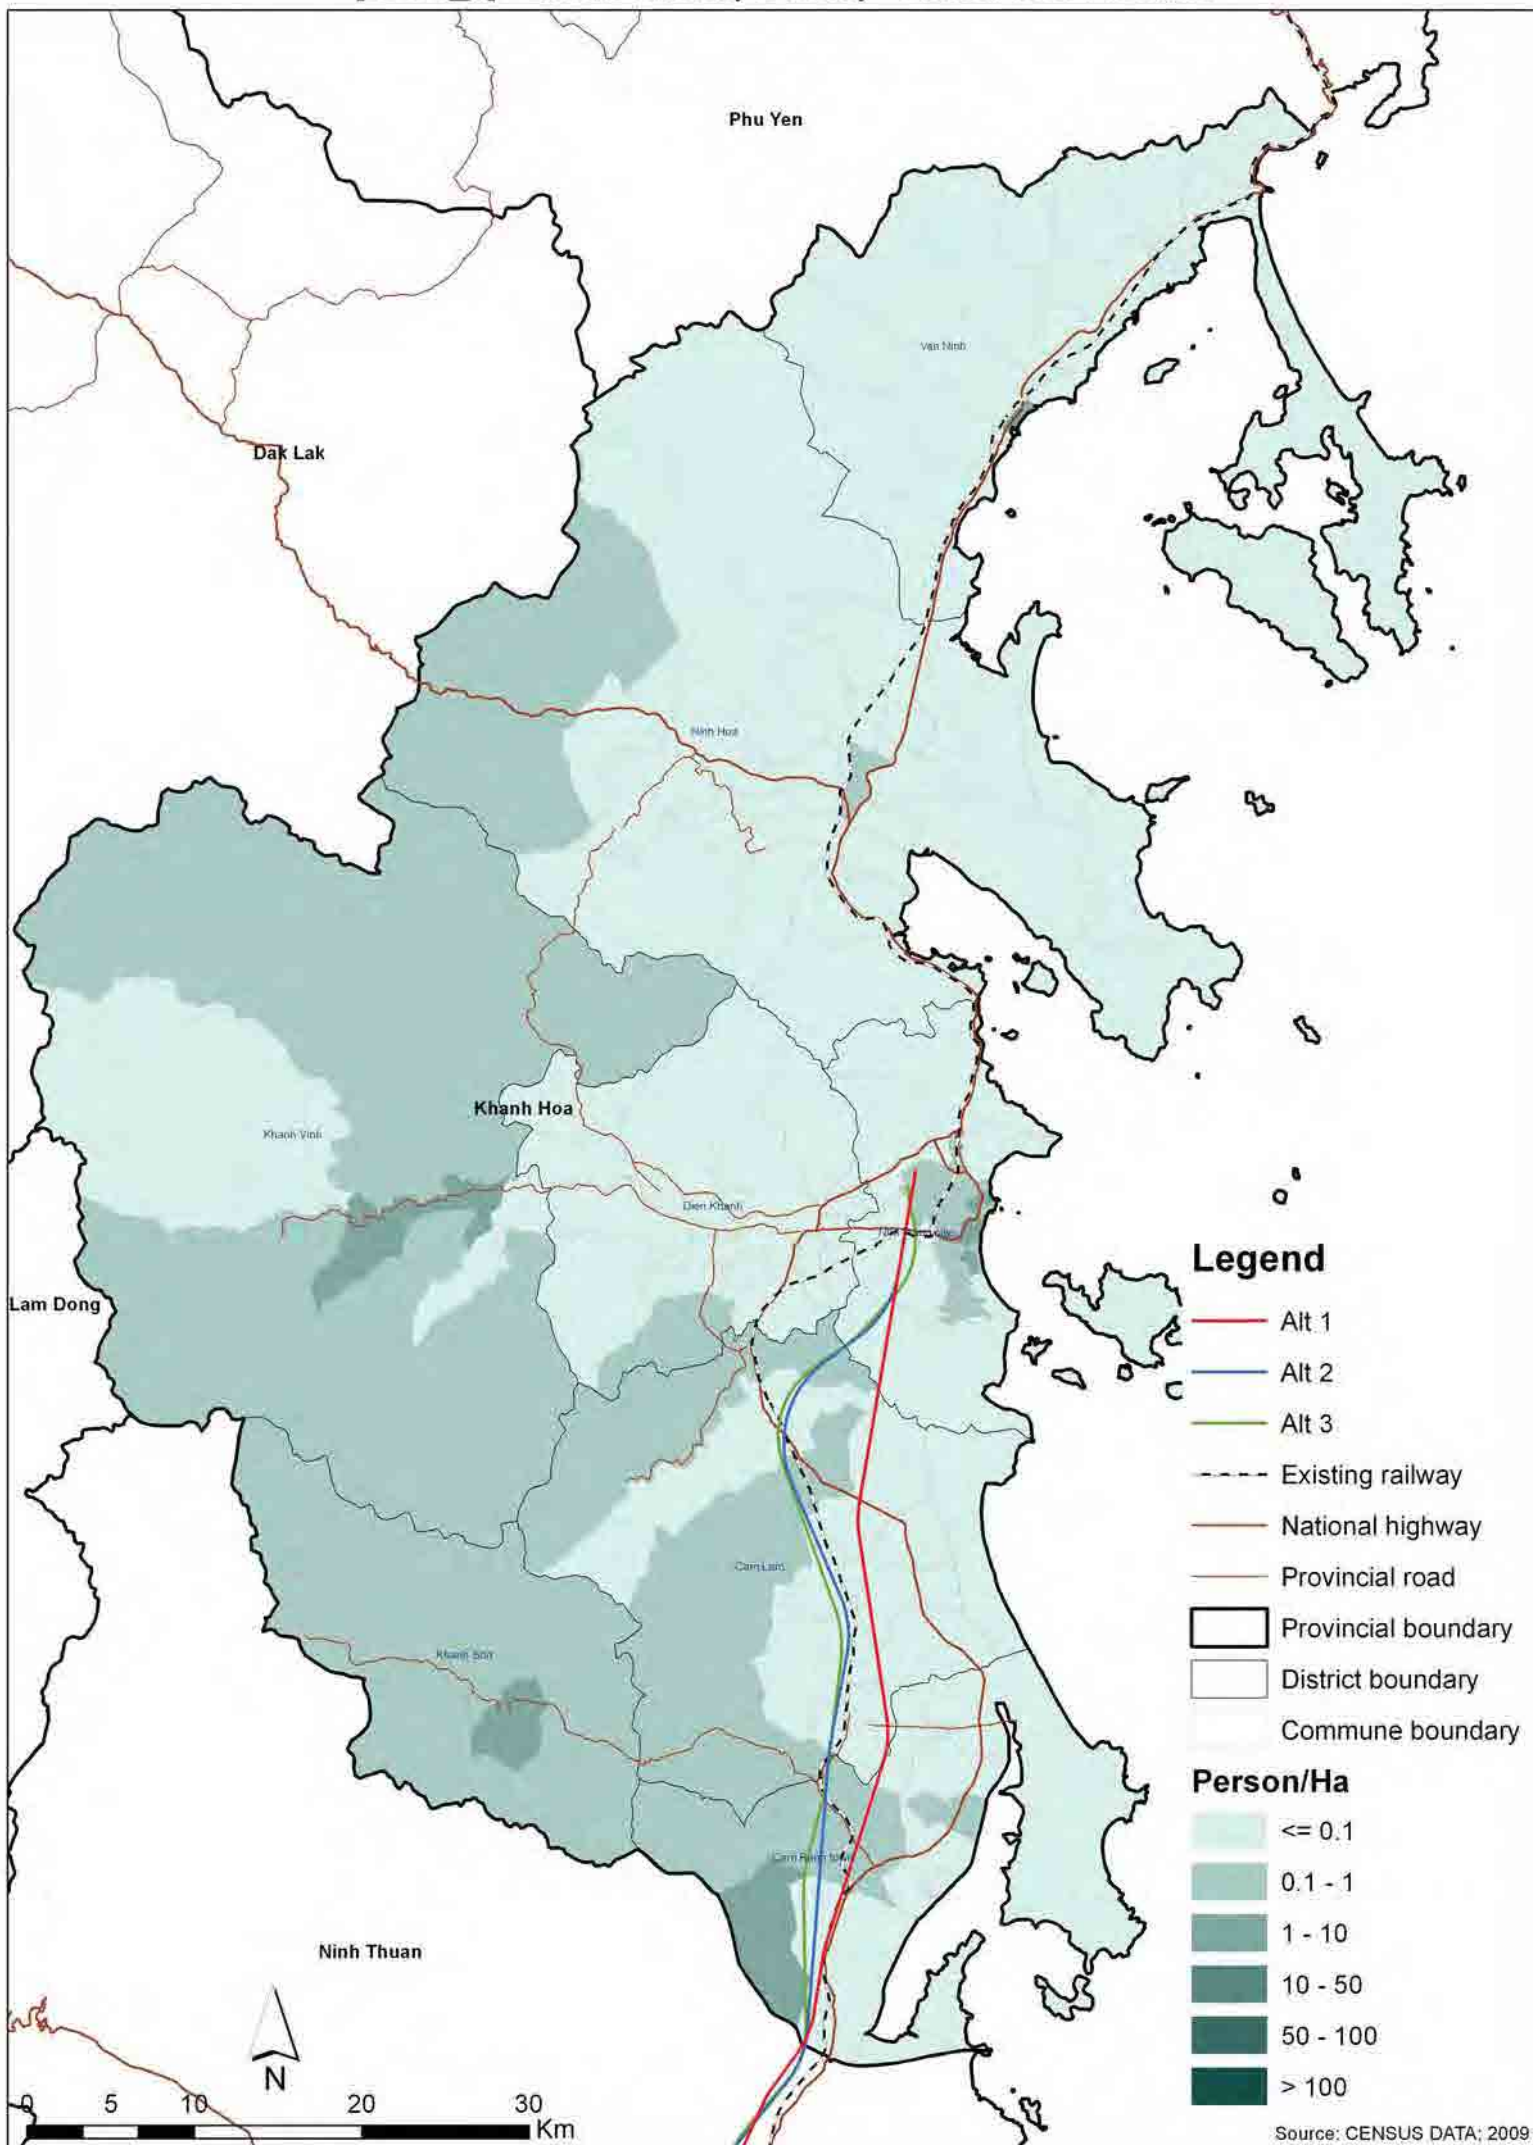 Phu Yen
Van Ninh
Dak Lak
Ninh Hoa
Khanh Hoa
Khanh Vinh
Dien Khanh
Lam Dong
Cam Lam
Khanh Son
Ninh Thuan
N
0 5 10 20 30
Km
Legend
Alt 1
Alt 2
Alt 3
Existing railway
National highway
Provincial road
Provincial boundary
District boundary
Commune boundary
Person/Ha
<= 0.1
0.1 - 1
1 - 10
10 - 50
50 - 100
> 100
Source: CENSUS DATA; 2009